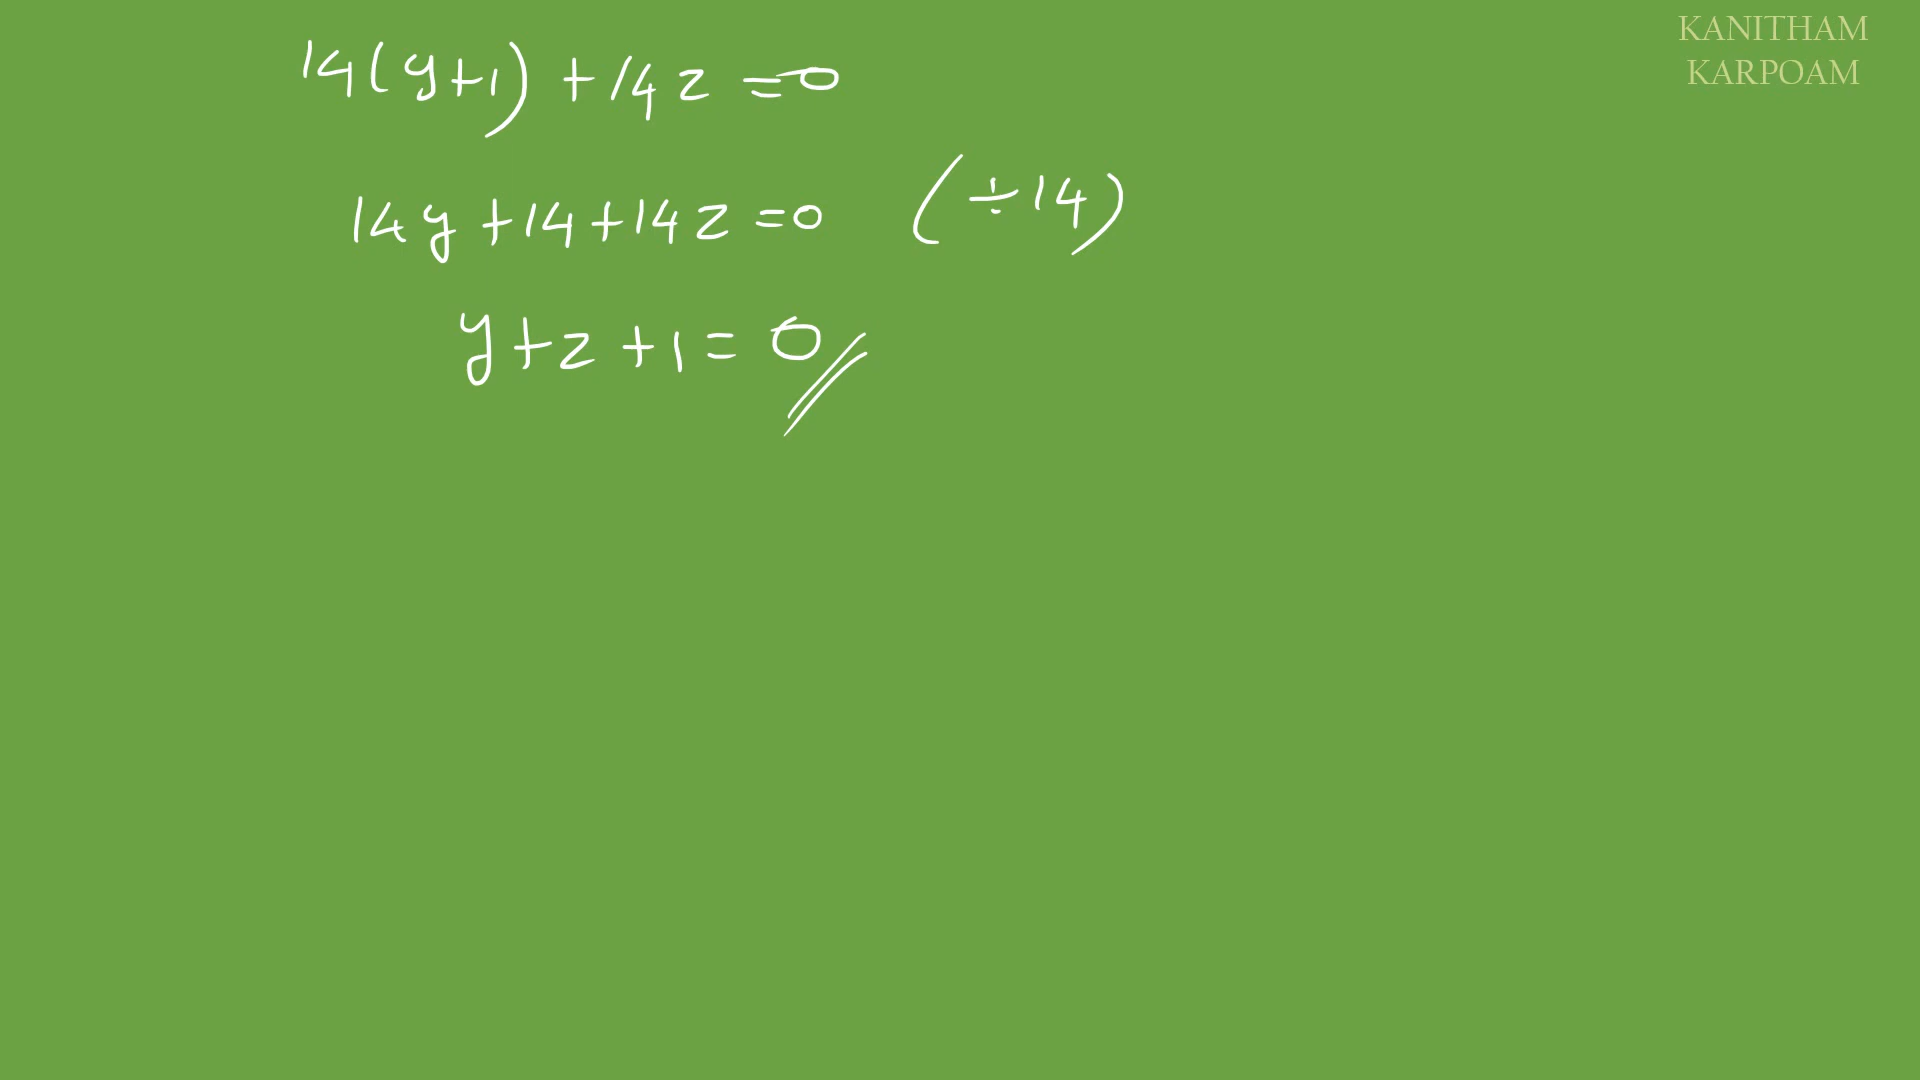 KANITHAM
KARPOAM
14(y+1) +14z =0
14y+14+14z =0 (÷14)
y+z+1=0